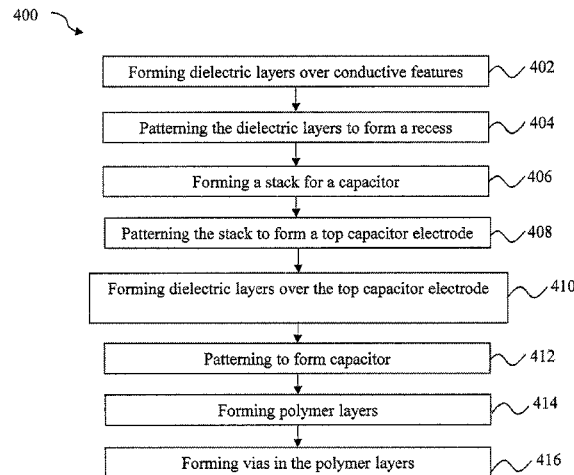 400
Forming dielectric layers over conductive features 402
Patterning the dielectric layers to form a recess 404
Forming a stack for a capacitor 406
Patterning the stack to form a top capacitor electrode 408
Forming dielectric layers over the top capacitor electrode 410
Patterning to form capacitor 412
Forming polymer layers 414
Forming vias in the polymer layers 416